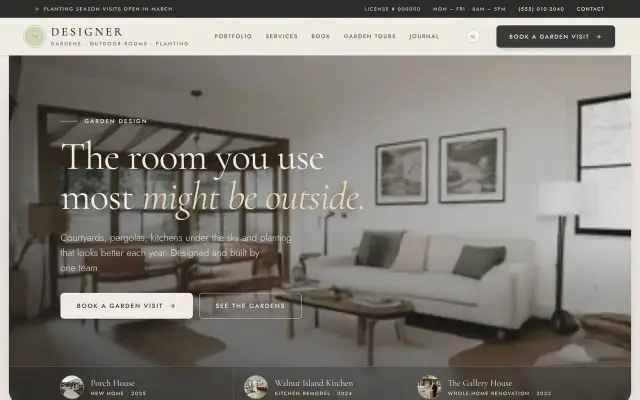 PLANTING SEASON VISITS OPEN IN MARCH
LICENSE # 000000 MON – FRI · 8AM – 5PM (555) 010-2040 CONTACT
DESIGNER
GARDENS · OUTDOOR ROOMS · PLANTING
PORTFOLIO SERVICES BOOK GARDEN TOURS JOURNAL
BOOK A GARDEN VISIT →
GARDEN DESIGN
The room you use
most might be outside.
Courtyards, pergolas, kitchens under the sky and planting
that looks better each year. Designed and built by
one team.
BOOK A GARDEN VISIT →
SEE THE GARDENS
Porch House
NEW HOME · 2025
Walnut Island Kitchen
KITCHEN REMODEL · 2024
The Gallery House
WHOLE-HOME RENOVATION · 2023